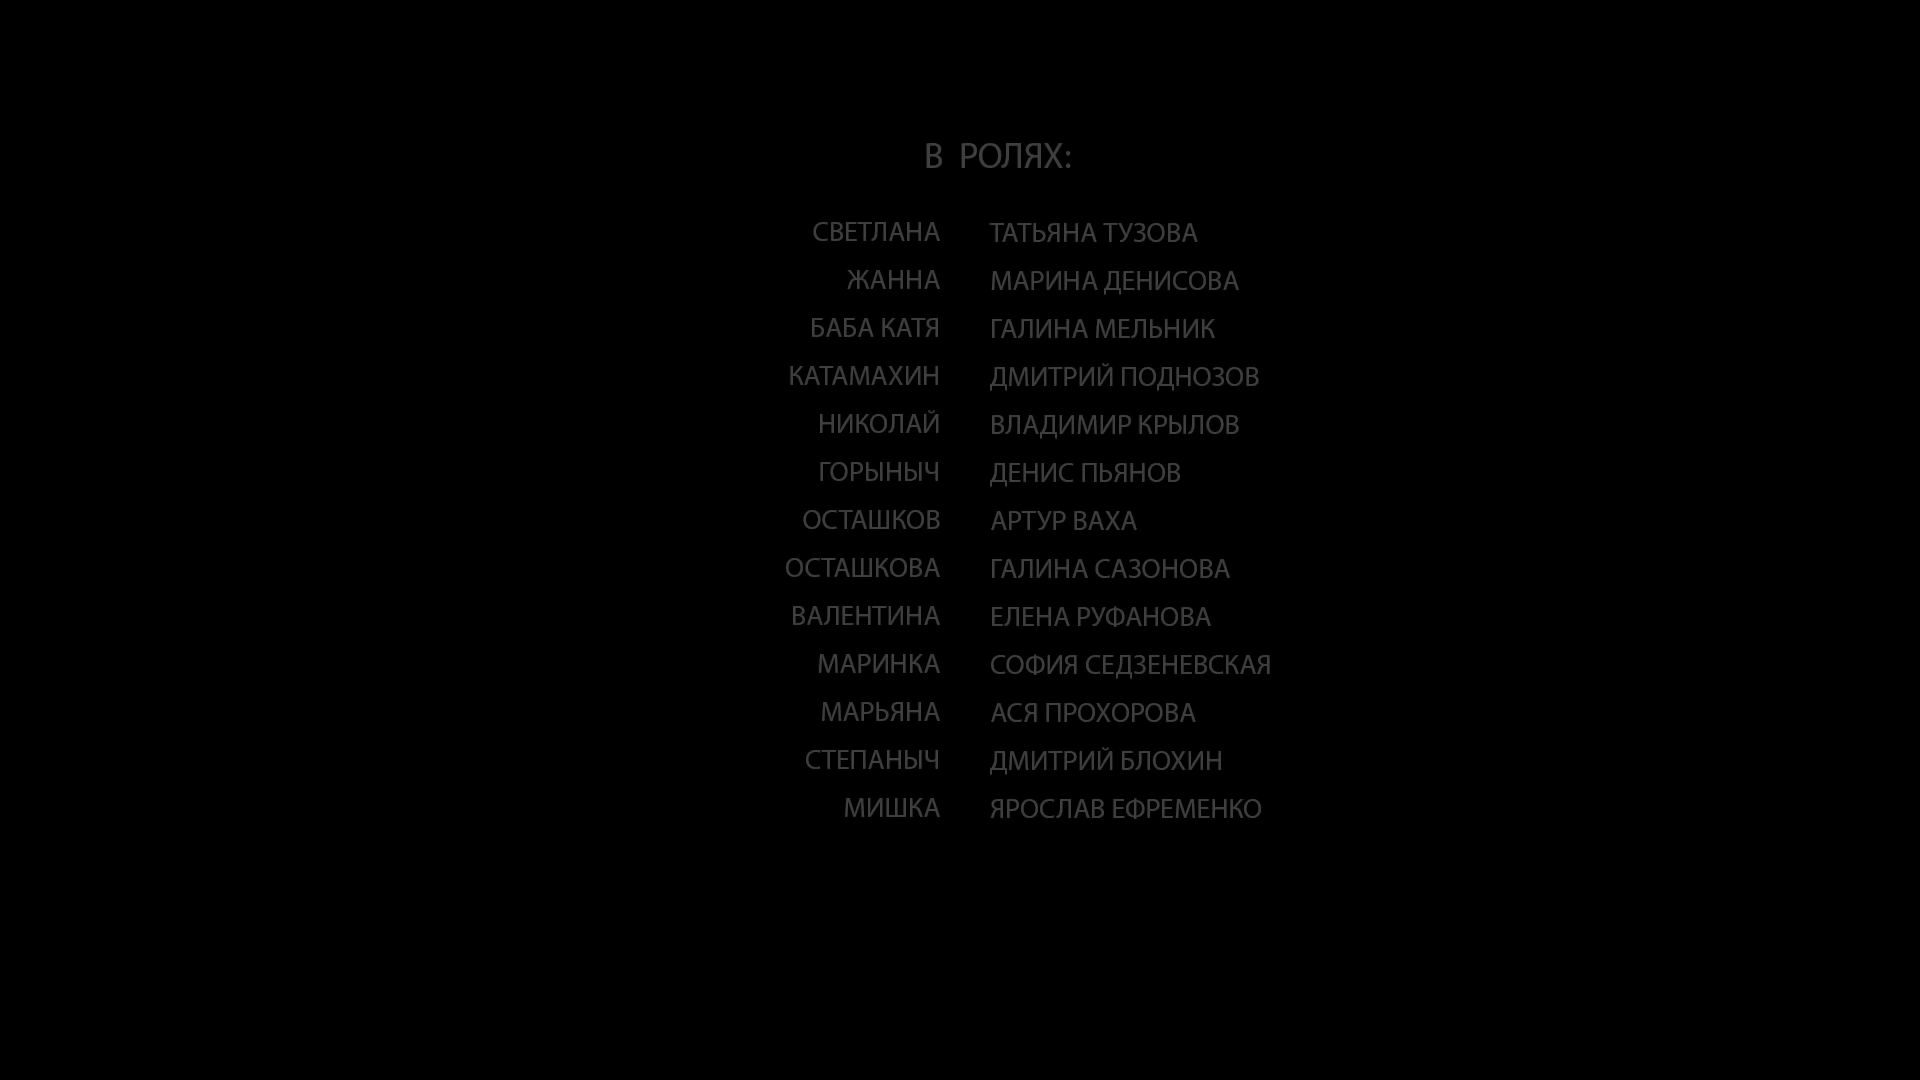 В РОЛЯХ:
СВЕТЛАНА ТАТЬЯНА ТУЗОВА
ЖАННА МАРИНА ДЕНИСОВА
БАБА КАТЯ ГАЛИНА МЕЛЬНИК
КАТАМАХИН ДМИТРИЙ ПОДНОЗОВ
НИКОЛАЙ ВЛАДИМИР КРЫЛОВ
ГОРЫНЫЧ ДЕНИС ПЬЯНОВ
ОСТАШКОВ АРТУР ВАХА
ОСТАШКОВА ГАЛИНА САЗОНОВА
ВАЛЕНТИНА ЕЛЕНА РУФАНОВА
МАРИНКА СОФИЯ СЕДЗЕНЕВСКАЯ
МАРЬЯНА АСЯ ПРОХОРОВА
СТЕПАНЫЧ ДМИТРИЙ БЛОХИН
МИШКА ЯРОСЛАВ ЕФРЕМЕНКО